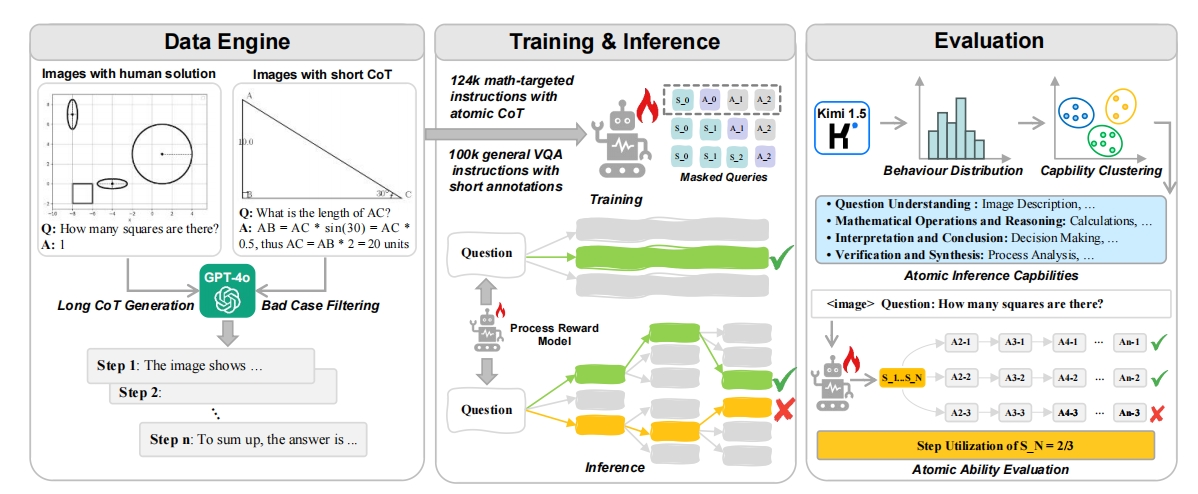 Data Engine
Images with human solution
Images with short CoT
A
10.0
B
30°
C
Q: How many squares are there?
A: 1
Q: What is the length of AC?
A: AB = AC * sin(30) = AC *
0.5, thus AC = AB * 2 = 20 units
Long CoT Generation
GPT-4o
Bad Case Filtering
Step 1: The image shows ...
Step 2:
Step n: To sum up, the answer is ...
Training & Inference
124k math-targeted
instructions with
atomic CoT
100k general VQA
instructions with
short annotations
S_0 A_0 A_1 A_2
S_0 S_1 A_1 A_2
S_0 S_1 S_2 A_2
Masked Queries
Training
Question
Process Reward
Model
Question
Inference
Evaluation
Kimi 1.5
K
Behaviour Distribution
Capbility Clustering
• Question Understanding : Image Description, ...
• Mathematical Operations and Reasoning: Calculations, ...
• Interpretation and Conclusion: Decision Making, ...
• Verification and Synthesis: Process Analysis, ...
Atomic Inference Capbilities
<image> Question: How many squares are there?
S_1...S_N
A2-1 A3-1 A4-1 ... An-1
A2-2 A3-2 A4-2 ... An-2
A2-3 A3-3 A4-3 ... An-3
Step Utilization of S_N = 2/3
Atomic Ability Evaluation